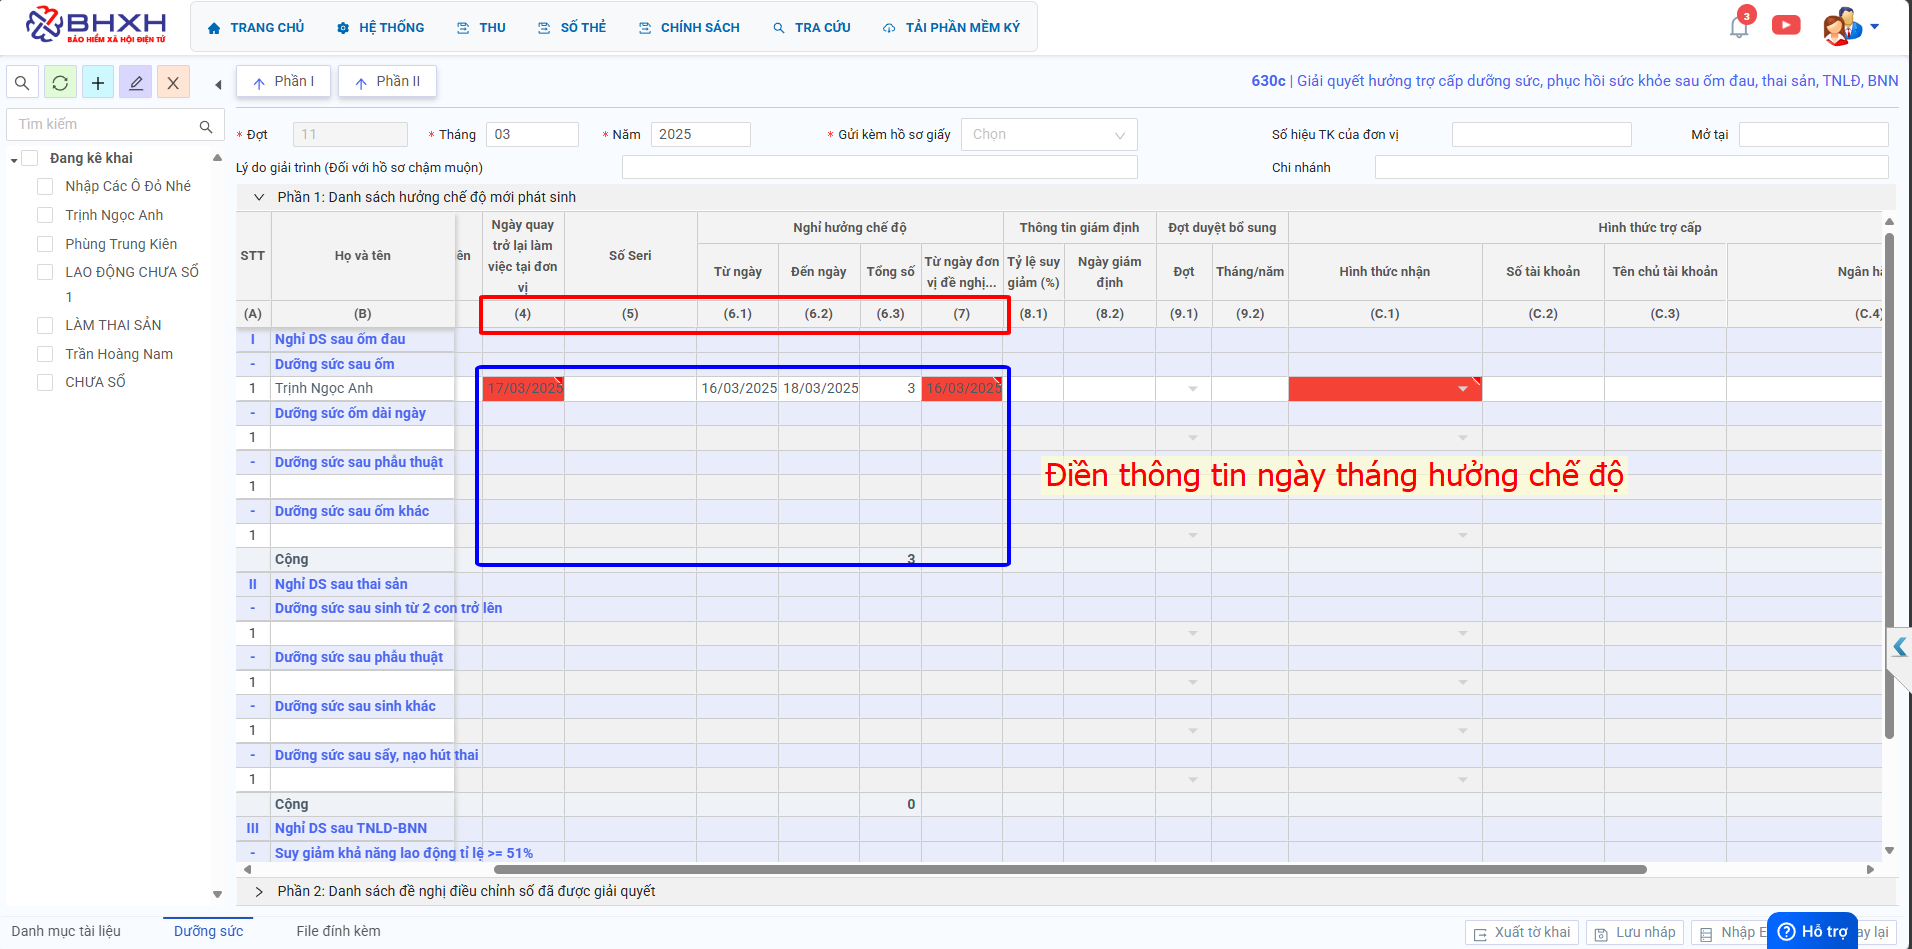 BHXH
BẢO HIỂM XÃ HỘI ĐIỆN TỬ
TRANG CHỦ
HỆ THỐNG
THU
SỔ THẺ
CHÍNH SÁCH
TRA CỨU
TẢI PHẦN MỀM KÝ
3
Phần I
Phần II
630c | Giải quyết hưởng trợ cấp dưỡng sức, phục hồi sức khỏe sau ốm đau, thai sản, TNLĐ, BNN
Tìm kiếm
Đang kê khai
Nhập Các Ô Đỏ Nhé
Trịnh Ngọc Anh
Phùng Trung Kiên
LAO ĐỘNG CHƯA SỔ
1
LÀM THAI SẢN
Trần Hoàng Nam
CHƯA SỔ
* Đợt 11 * Tháng 03 * Năm 2025 * Gửi kèm hồ sơ giấy Chọn Số hiệu TK của đơn vị Mở tại
Lý do giải trình (Đối với hồ sơ chậm muộn) Chi nhánh
Phần 1: Danh sách hưởng chế độ mới phát sinh
STT
Họ và tên
ên
Ngày quay
trở lại làm
việc tại đơn
vị
Số Seri
Nghỉ hưởng chế độ
Từ ngày
Đến ngày
Tổng số
Từ ngày đơn
vị đề nghị...
Thông tin giám định
Tỷ lệ suy
giảm (%)
Ngày giám
định
Đợt duyệt bổ sung
Đợt
Tháng/năm
Hình thức trợ cấp
Hình thức nhận
Số tài khoản
Tên chủ tài khoản
Ngân hà
(A) (B) (4) (5) (6.1) (6.2) (6.3) (7) (8.1) (8.2) (9.1) (9.2) (C.1) (C.2) (C.3) (C.4)
I Nghỉ DS sau ốm đau
- Dưỡng sức sau ốm
1 Trịnh Ngọc Anh 17/03/2025 16/03/2025 18/03/2025 3 16/03/2025
- Dưỡng sức ốm dài ngày
1
- Dưỡng sức sau phẫu thuật
1
- Dưỡng sức sau ốm khác
1
Cộng 3
Điền thông tin ngày tháng hưởng chế độ
II Nghỉ DS sau thai sản
- Dưỡng sức sau sinh từ 2 con trở lên
1
- Dưỡng sức sau phẫu thuật
1
- Dưỡng sức sau sinh khác
1
- Dưỡng sức sau sẩy, nạo hút thai
1
Cộng 0
III Nghỉ DS sau TNLD-BNN
- Suy giảm khả năng lao động tỉ lệ >= 51%
Phần 2: Danh sách đề nghị điều chỉnh số đã được giải quyết
Danh mục tài liệu
Dưỡng sức
File đính kèm
Xuất tờ khai
Lưu nháp
Nhập E
Hỗ trợ
ay lại